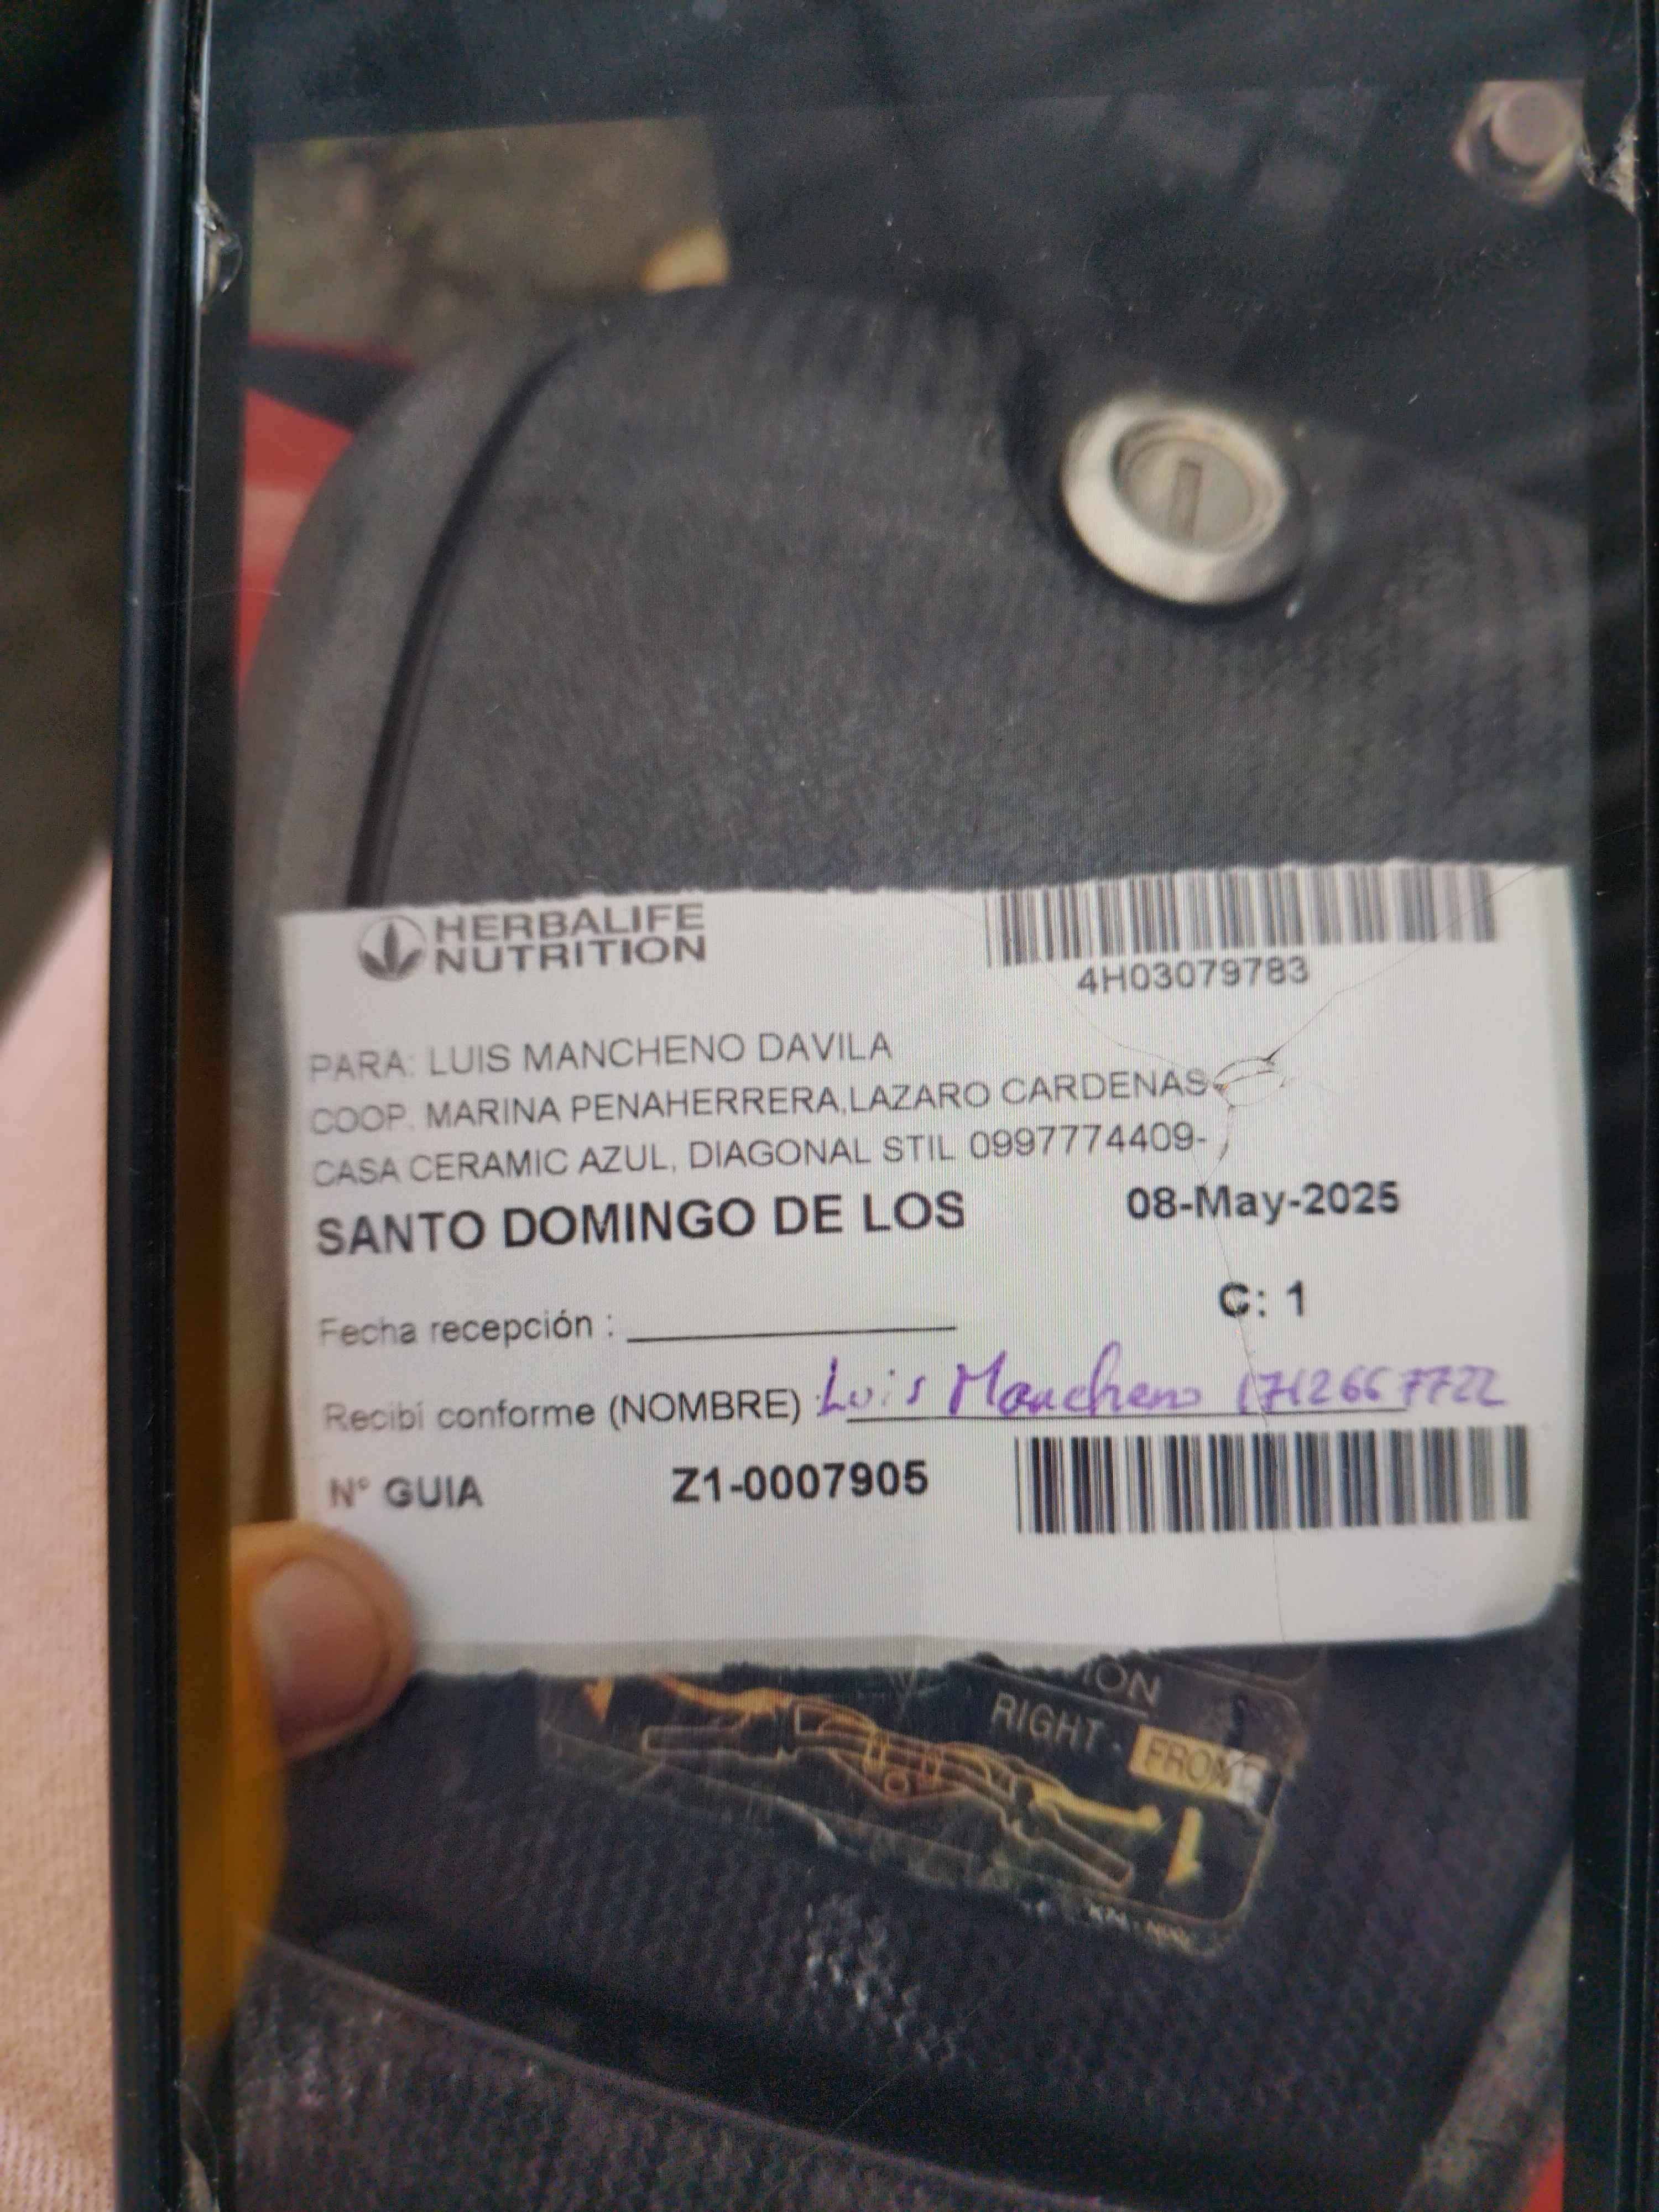 HERBALIFE
NUTRITION
4H03079783
PARA: LUIS MANCHENO DAVILA
COOP. MARINA PENAHERRERA,LAZARO CARDENAS
CASA CERAMIC AZUL, DIAGONAL STIL 0997774409-
SANTO DOMINGO DE LOS 08-May-2025
Fecha recepción : C: 1
Recibí conforme (NOMBRE) Luis Mancheno 1712667722
N° GUIA Z1-0007905
RIGHT - FRONT